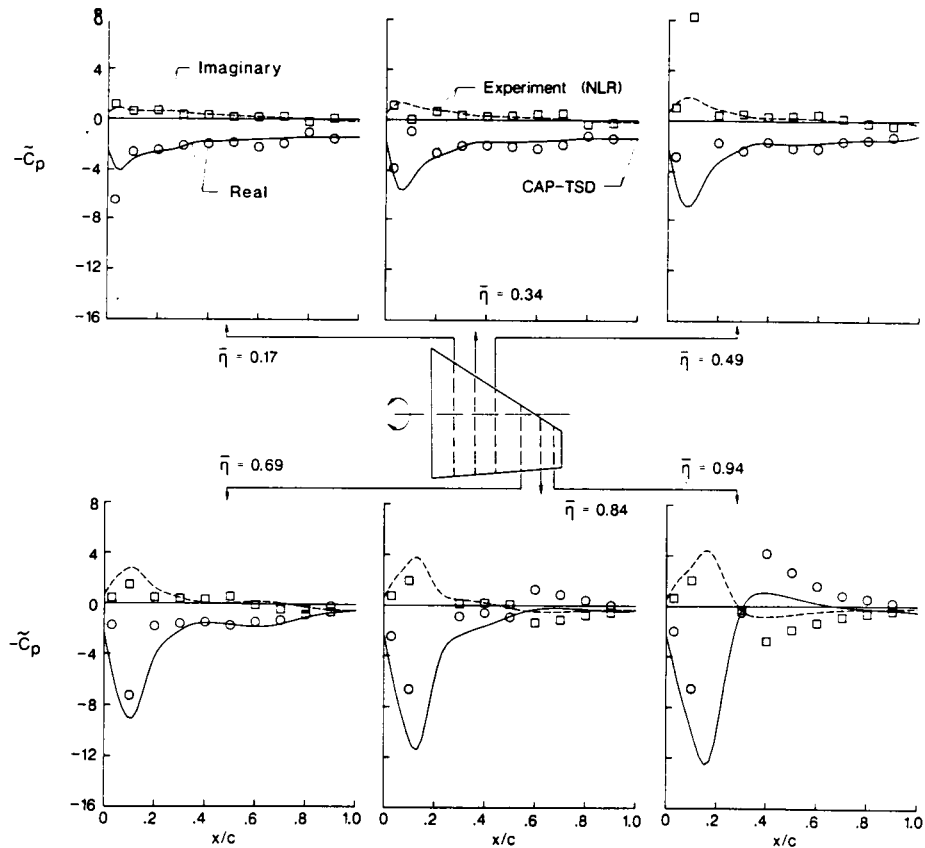 8
4
0
-4
-8
-12
-16
-C̃p
Imaginary
Real
Experiment (NLR)
CAP-TSD
η̄ = 0.17
η̄ = 0.34
η̄ = 0.49
η̄ = 0.69
η̄ = 0.84
η̄ = 0.94
8
4
0
-4
-8
-12
-16
-C̃p
0 .2 .4 .6 .8 1.0
x/c
0 .2 .4 .6 .8 1.0
x/c
0 .2 .4 .6 .8 1.0
x/c